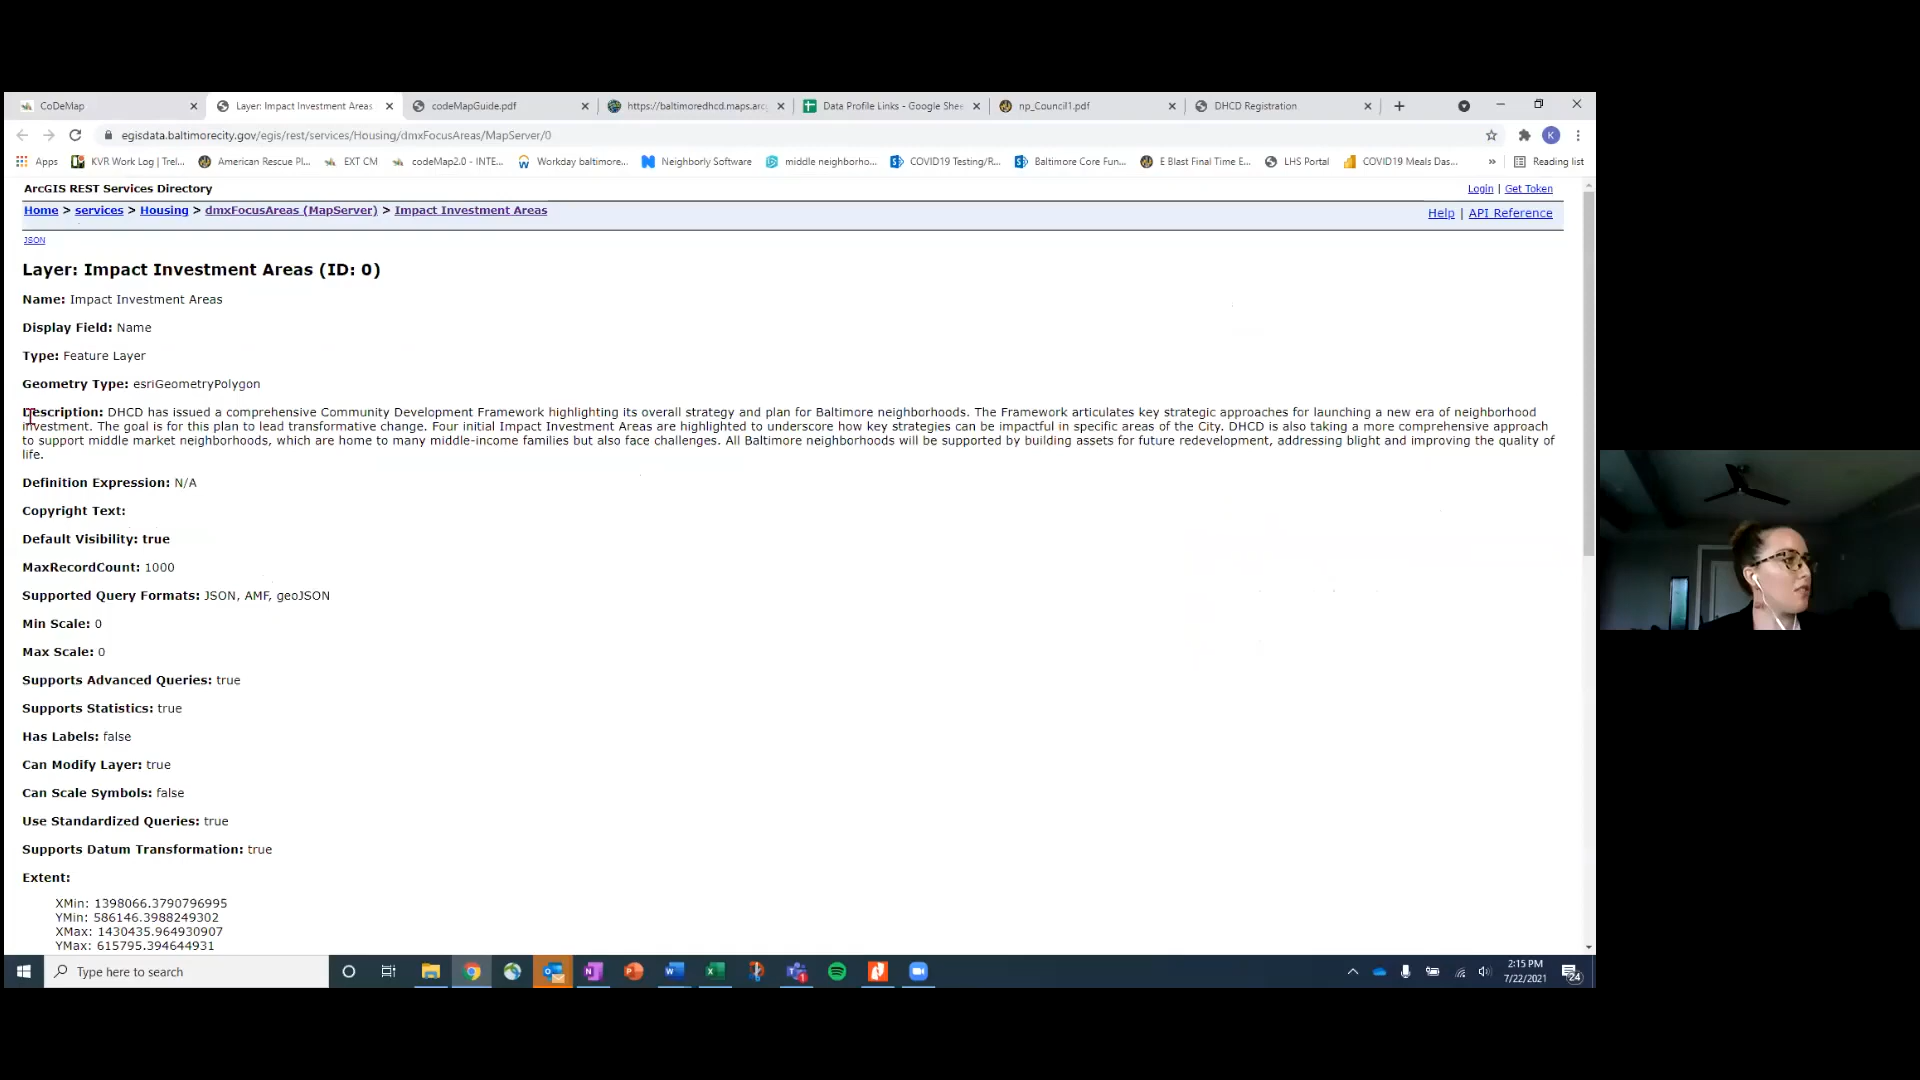 CoDeMap
Layer: Impact Investment Areas
codeMapGuide.pdf
https://baltimoredhcd.maps.arc
Data Profile Links - Google Shee
np_Council1.pdf
DHCD Registration
egisdata.baltimorecity.gov/egis/rest/services/Housing/dmxFocusAreas/MapServer/0
K
Apps
KVR Work Log | Trel...
American Rescue Pl...
EXT CM
codeMap2.0 - INTE...
Workday baltimore...
Neighborly Software
middle neighborho...
COVID19 Testing/R...
Baltimore Core Fun...
E Blast Final Time E...
LHS Portal
COVID19 Meals Das...
»
Reading list
ArcGIS REST Services Directory
Login | Get Token
Home > services > Housing > dmxFocusAreas (MapServer) > Impact Investment Areas
Help | API Reference
JSON
Layer: Impact Investment Areas (ID: 0)
Name: Impact Investment Areas
Display Field: Name
Type: Feature Layer
Geometry Type: esriGeometryPolygon
Description: DHCD has issued a comprehensive Community Development Framework highlighting its overall strategy and plan for Baltimore neighborhoods. The Framework articulates key strategic approaches for launching a new era of neighborhood
investment. The goal is for this plan to lead transformative change. Four initial Impact Investment Areas are highlighted to underscore how key strategies can be impactful in specific areas of the City. DHCD is also taking a more comprehensive approach
to support middle market neighborhoods, which are home to many middle-income families but also face challenges. All Baltimore neighborhoods will be supported by building assets for future redevelopment, addressing blight and improving the quality of
life.
Definition Expression: N/A
Copyright Text:
Default Visibility: true
MaxRecordCount: 1000
Supported Query Formats: JSON, AMF, geoJSON
Min Scale: 0
Max Scale: 0
Supports Advanced Queries: true
Supports Statistics: true
Has Labels: false
Can Modify Layer: true
Can Scale Symbols: false
Use Standardized Queries: true
Supports Datum Transformation: true
Extent:
XMin: 1398066.3790796995
YMin: 586146.3988249302
XMax: 1430435.964930907
YMax: 615795.394644931
Type here to search
2:15 PM
7/22/2021
24